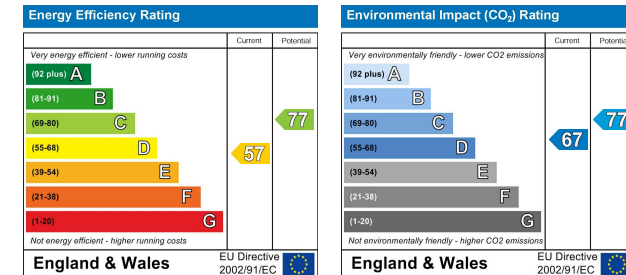 Energy Efficiency Rating
Current Potential
Very energy efficient - lower running costs
(92 plus) A
(81-91) B
(69-80) C
77
(55-68) D
57
(39-54) E
(21-38) F
(1-20) G
Not energy efficient - higher running costs
England & Wales
EU Directive
2002/91/EC
Environmental Impact (CO₂) Rating
Current Potential
Very environmentally friendly - lower CO2 emissions
(92 plus) A
(81-91) B
(69-80) C
77
(55-68) D
67
(39-54) E
(21-38) F
(1-20) G
Not environmentally friendly - higher CO2 emissions
England & Wales
EU Directive
2002/91/EC